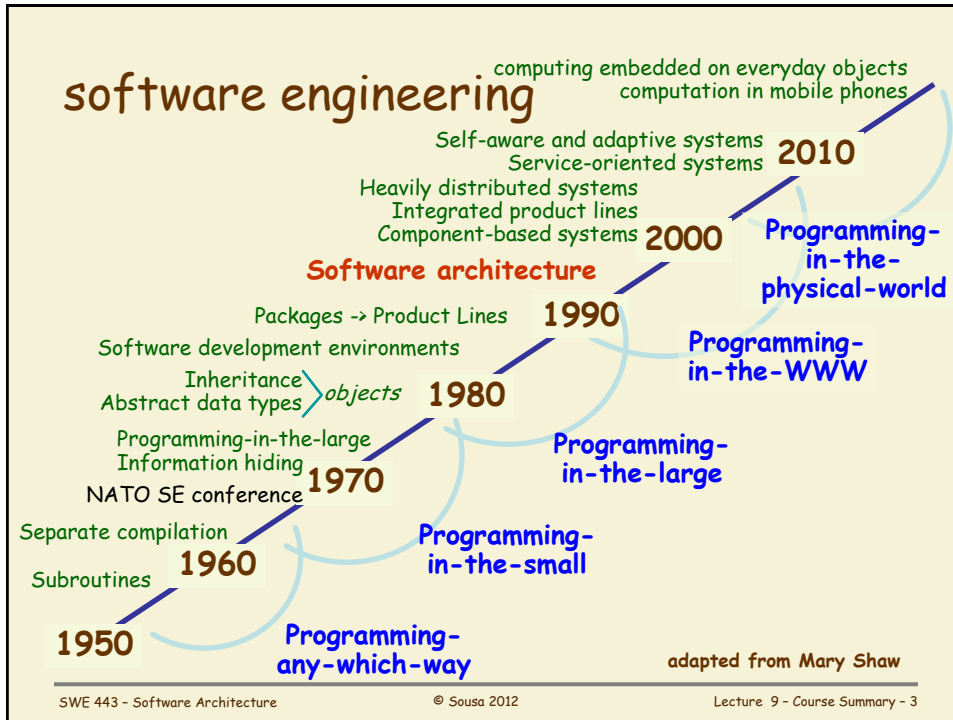 software engineering
computing embedded on everyday objects
computation in mobile phones
Self-aware and adaptive systems
Service-oriented systems
2010
Heavily distributed systems
Integrated product lines
Component-based systems
2000
Programming-
in-the-
physical-world
Software architecture
Packages -> Product Lines
1990
Programming-
in-the-WWW
Software development environments
Inheritance
Abstract data types
objects
1980
Programming-in-the-large
Information hiding
Programming-
in-the-large
NATO SE conference
1970
Separate compilation
Programming-
in-the-small
1960
Subroutines
1950
Programming-
any-which-way
adapted from Mary Shaw
SWE 443 – Software Architecture
© Sousa 2012
Lecture 9 – Course Summary – 3